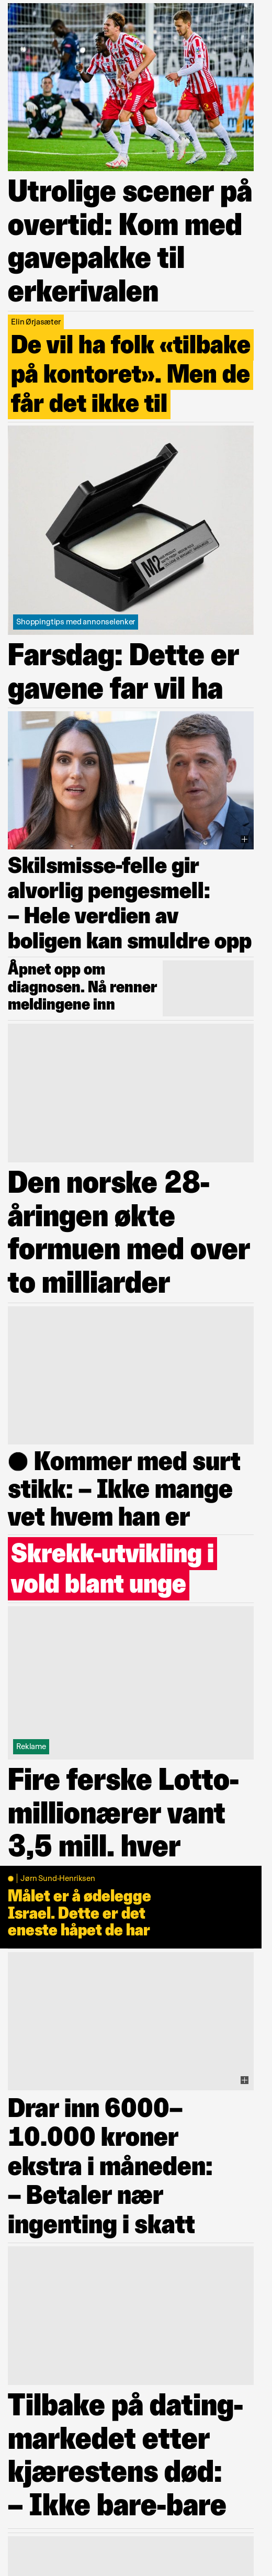 Utrolige scener på
overtid: Kom med
gavepakke til
erkerivalen
Elin Ørjasæter
De vil ha folk «tilbake
på kontoret». Men de
får det ikke til
M2
Shoppingtips med annonselenker
Farsdag: Dette er
gavene far vil ha
Skilsmisse-felle gir
alvorlig pengesmell:
– Hele verdien av
boligen kan smuldre opp
Åpnet opp om
diagnosen. Nå renner
meldingene inn
Den norske 28-
åringen økte
formuen med over
to milliarder
● Kommer med surt
stikk: – Ikke mange
vet hvem han er
Skrekk-utvikling i
vold blant unge
Reklame
Fire ferske Lotto-
millionærer vant
3,5 mill. hver
● | Jørn Sund-Henriksen
Målet er å ødelegge
Israel. Dette er det
eneste håpet de har
Drar inn 6000–
10.000 kroner
ekstra i måneden:
– Betaler nær
ingenting i skatt
Tilbake på dating-
markedet etter
kjærestens død:
– Ikke bare-bare